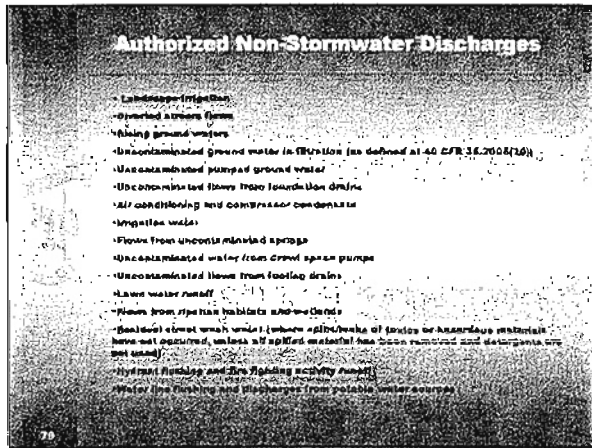 Authorized Non-Stormwater Discharges
• Landscape irrigation
•Diverted stream flows
•Rising ground waters
•Uncontaminated ground water infiltration (as defined at 40 CFR 35.2005(20))
•Uncontaminated pumped ground water
•Uncontaminated flows from foundation drains
•Air conditioning and compressor condensate
•Irrigation water
•Flows from uncontaminated springs
•Uncontaminated water from crawl space pumps
•Uncontaminated flows from footing drains
•Lawn water runoff
•Flows from riparian habitats and wetlands
•Residual street wash water (where spills/leaks of toxics or hazardous materials
have not occurred, unless all spilled material has been removed and detergents are
not used)
•Hydrant flushing and fire fighting activity runoff
•Water line flushing and discharges from potable water sources
79